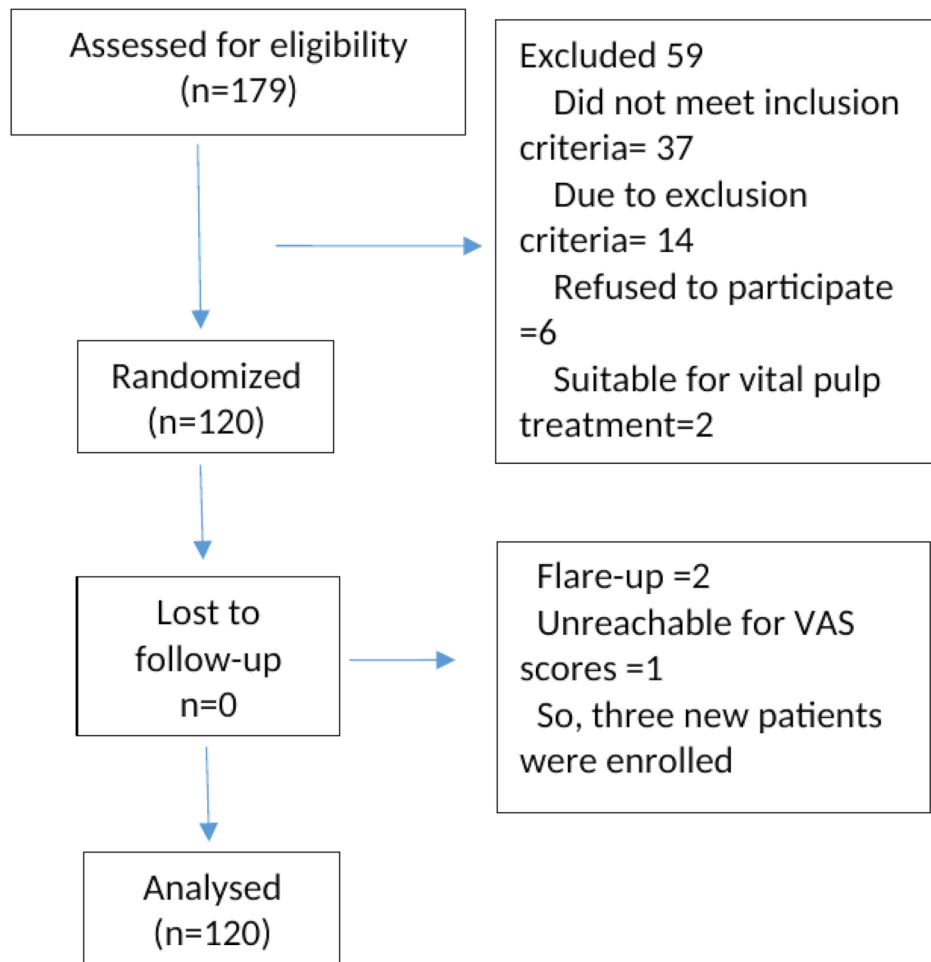 Assessed for eligibility
(n=179)
Excluded 59
Did not meet inclusion
criteria= 37
Due to exclusion
criteria= 14
Refused to participate
=6
Suitable for vital pulp
treatment=2
Randomized
(n=120)
Lost to
follow-up
n=0
Flare-up =2
Unreachable for VAS
scores =1
So, three new patients
were enrolled
Analysed
(n=120)